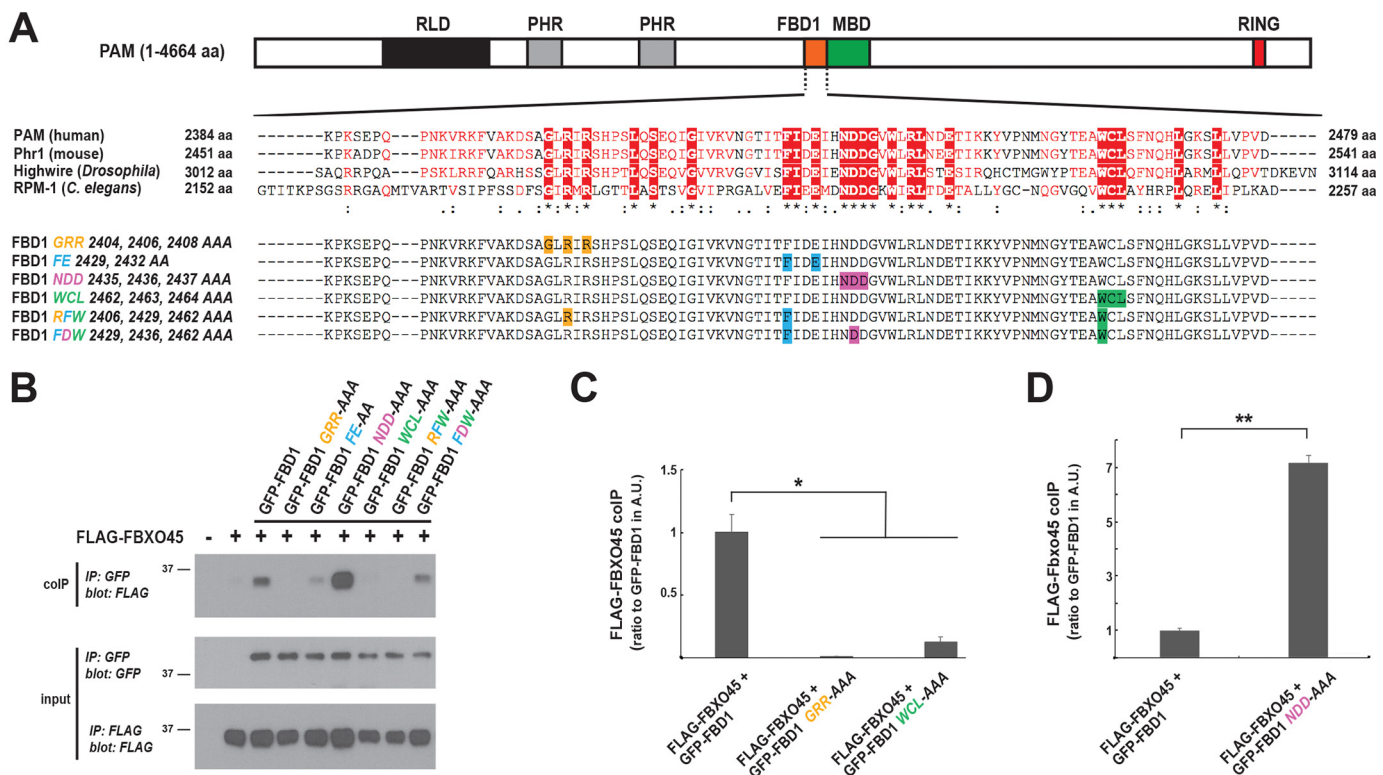 A
RLD PHR PHR FBD1 MBD RING
PAM (1-4664 aa)
PAM (human) 2384 aa ------KPKSEPQ---PNKVRKFVAKDSAGLRIRSHPSLQSEQIGIVKVNGTITFIDEIHNDDGVWLRLNDETIKKYVPNMNGYTEAWCLSFNQHLGKSLLVPVD----- 2479 aa
Phr1 (mouse) 2451 aa ------KPKADPQ---PNKIRKFVAKDSAGLRIRSHPSLQSEQIGIVKVNGTITFIDEIHNDDGVWLRLNEETIKKYVPNMNGYTEAWCLSFNQHLGKSLLVPVD----- 2541 aa
Highwire (Drosophila) 3012 aa ------SAQRRPQA---PSKLRRFQARHSSGLRIRSHPTLQSEQVGVVRVGGVISFIDEIHNDDGVWLRLSTESIRQHCTMGWYPTEAWCLQYNQHLARMLLQPVTDKEVN 3114 aa
RPM-1 (C. elegans) 2152 aa GTITKPSGSRRGAQMTVARTVSIPFSSDFSGIRMRLGTTLASTSVGVIPRGALVEFIEEMDNDDGKWIRLTDETALLYGC-NQGVGQVWCLAYHRPLQRELIPLKAD---- 2257 aa
FBD1 GRR 2404, 2406, 2408 AAA ------KPKSEPQ---PNKVRKFVAKDSAGLRIRSHPSLQSEQIGIVKVNGTITFIDEIHNDDGVWLRLNDETIKKYVPNMNGYTEAWCLSFNQHLGKSLLVPVD-----
FBD1 FE 2429, 2432 AA ------KPKSEPQ---PNKVRKFVAKDSAGLRIRSHPSLQSEQIGIVKVNGTITFIDEIHNDDGVWLRLNDETIKKYVPNMNGYTEAWCLSFNQHLGKSLLVPVD-----
FBD1 NDD 2435, 2436, 2437 AAA ------KPKSEPQ---PNKVRKFVAKDSAGLRIRSHPSLQSEQIGIVKVNGTITFIDEIHNDDGVWLRLNDETIKKYVPNMNGYTEAWCLSFNQHLGKSLLVPVD-----
FBD1 WCL 2462, 2463, 2464 AAA ------KPKSEPQ---PNKVRKFVAKDSAGLRIRSHPSLQSEQIGIVKVNGTITFIDEIHNDDGVWLRLNDETIKKYVPNMNGYTEAWCLSFNQHLGKSLLVPVD-----
FBD1 RFW 2406, 2429, 2462 AAA ------KPKSEPQ---PNKVRKFVAKDSAGLRIRSHPSLQSEQIGIVKVNGTITFIDEIHNDDGVWLRLNDETIKKYVPNMNGYTEAWCLSFNQHLGKSLLVPVD-----
FBD1 FDW 2429, 2436, 2462 AAA ------KPKSEPQ---PNKVRKFVAKDSAGLRIRSHPSLQSEQIGIVKVNGTITFIDEIHNDDGVWLRLNDETIKKYVPNMNGYTEAWCLSFNQHLGKSLLVPVD-----
B
GFP-FBD1
GFP-FBD1 GRR-AAA
GFP-FBD1 FE-AA
GFP-FBD1 NDD-AAA
GFP-FBD1 WCL-AAA
GFP-FBD1 RFW-AAA
GFP-FBD1 FDW-AAA
FLAG-FBXO45 - + + + + + + + +
coIP
IP: GFP
blot: FLAG
37
input
IP: GFP
blot: GFP
37
IP: FLAG
blot: FLAG
37
C
FLAG-FBXO45 coIP
(ratio to GFP-FBD1 in A.U.)
1.5
1
0.5
*
FLAG-FBXO45 +
GFP-FBD1
FLAG-FBXO45 +
GFP-FBD1 GRR-AAA
FLAG-FBXO45 +
GFP-FBD1 WCL-AAA
D
FLAG-Fbxo45 coIP
(ratio to GFP-FBD1 in A.U.)
7
5
3
1
**
FLAG-FBXO45 +
GFP-FBD1
FLAG-FBXO45 +
GFP-FBD1 NDD-AAA